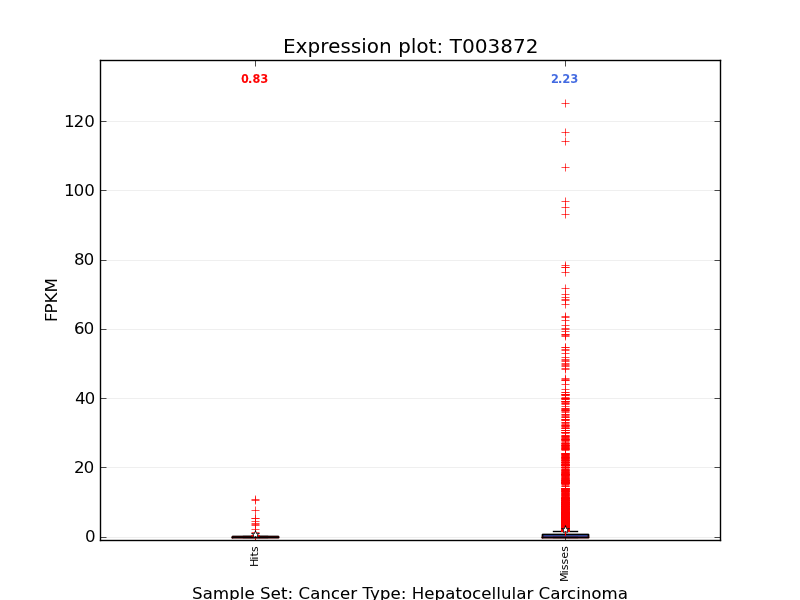 Expression plot: T003872
0.83
2.23
120
100
80
60
40
20
0
FPKM
Hits
Misses
Sample Set: Cancer Type: Hepatocellular Carcinoma